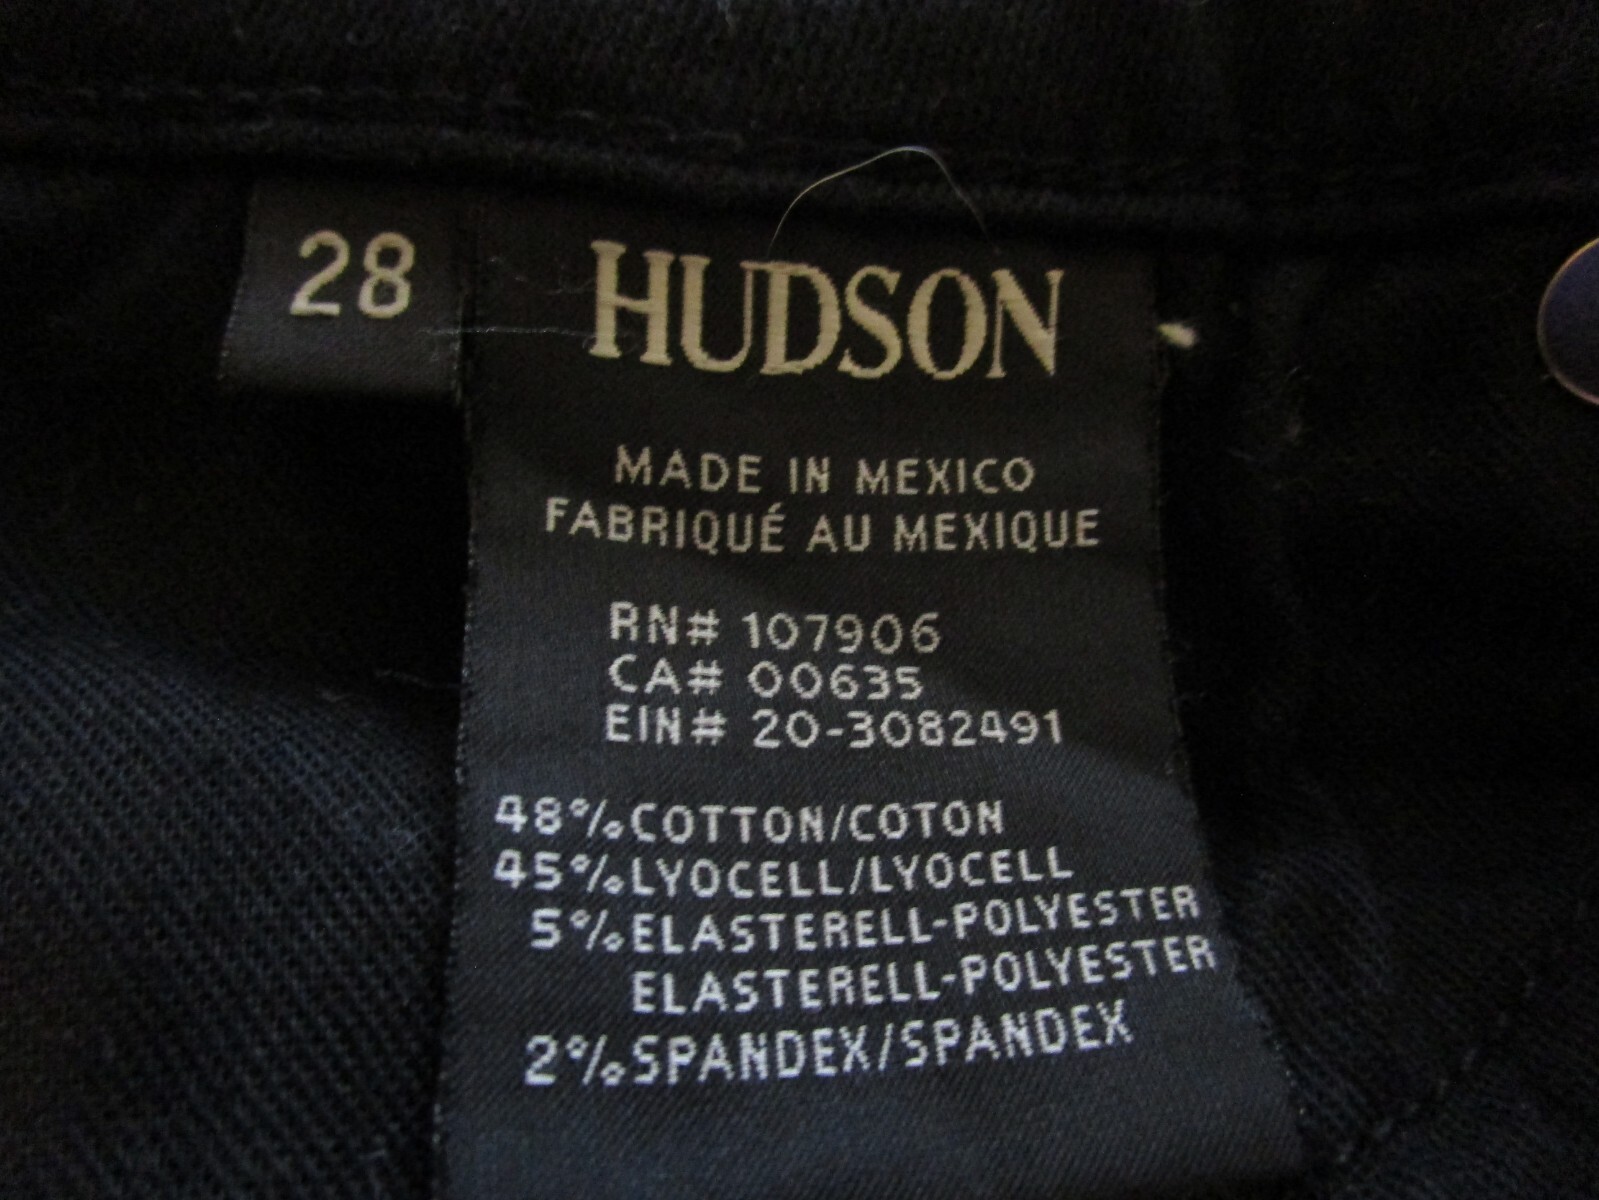 28
HUDSON
MADE IN MEXICO
FABRIQUÉ AU MEXIQUE
RN# 107906
CA# 00635
EIN# 20-3082491
48% COTTON/COTON
45% LYOCELL/LYOCELL
5% ELASTERELL-POLYESTER
ELASTERELL-POLYESTER
2% SPANDEX/SPANDEX